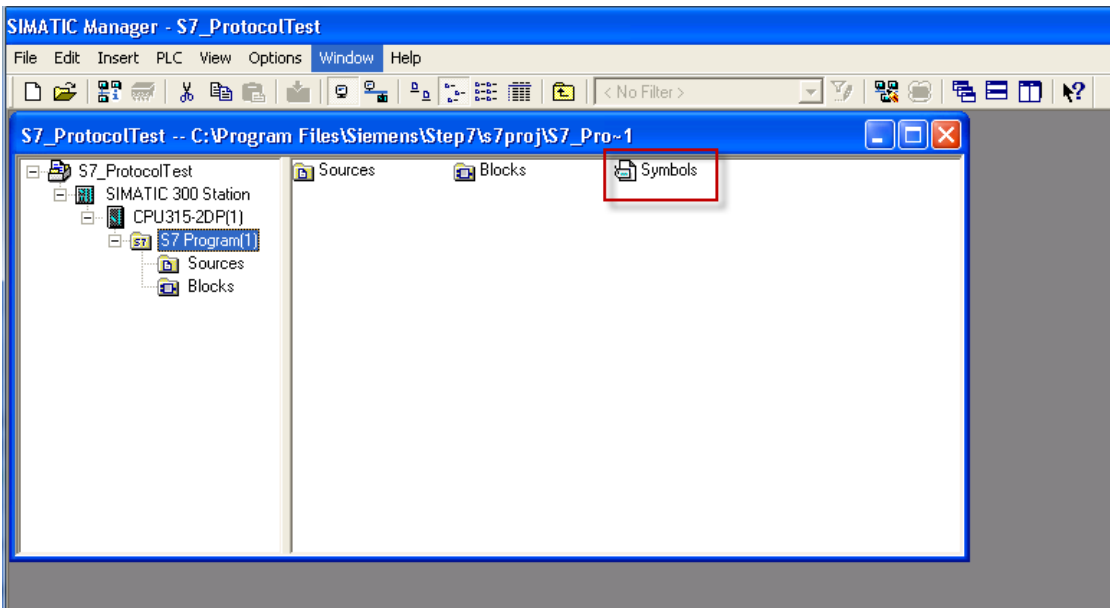 SIMATIC Manager - S7_ProtocolTest
File Edit Insert PLC View Options Window Help
< No Filter >
S7_ProtocolTest -- C:\Program Files\Siemens\Step7\s7proj\S7_Pro~1
S7_ProtocolTest
SIMATIC 300 Station
CPU315-2DP(1)
S7 Program(1)
Sources
Blocks
Sources Blocks Symbols